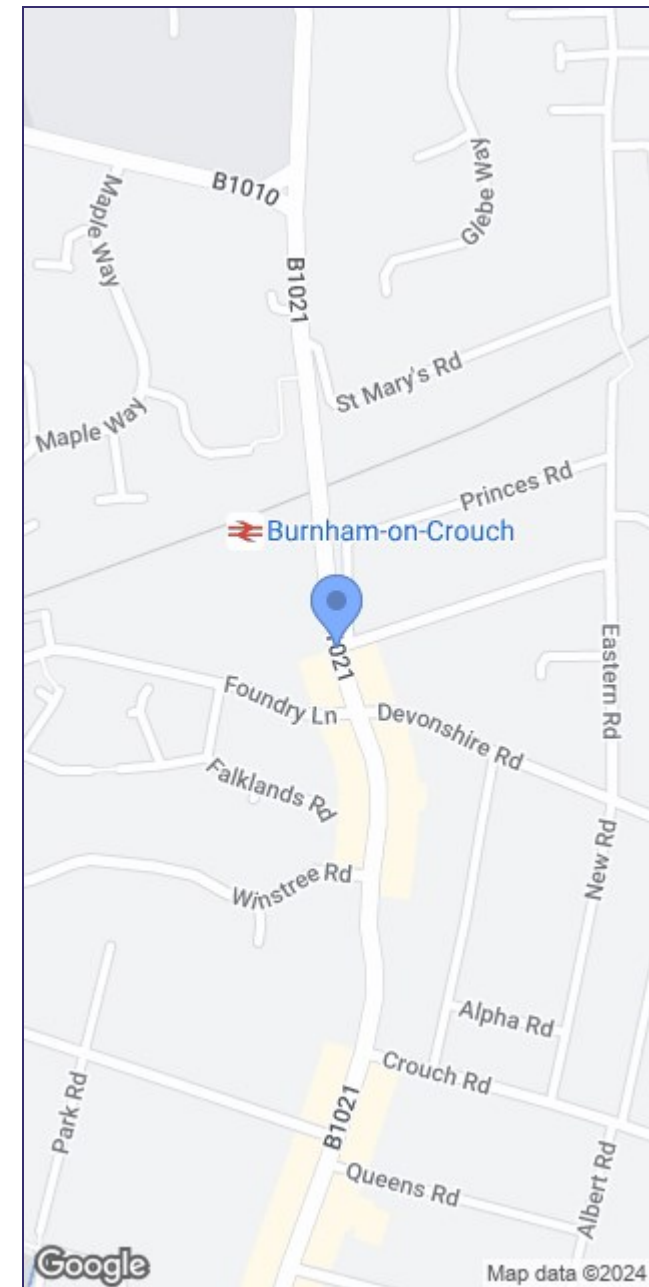 B1010
Maple Way
Glebe Way
B1021
St Mary's Rd
Maple Way
Princes Rd
Burnham-on-Crouch
1021
Eastern Rd
Foundry Ln
Devonshire Rd
Falklands Rd
Winstree Rd
New Rd
Alpha Rd
Crouch Rd
Park Rd
B1021
Queens Rd
Albert Rd
Google
Map data ©2024